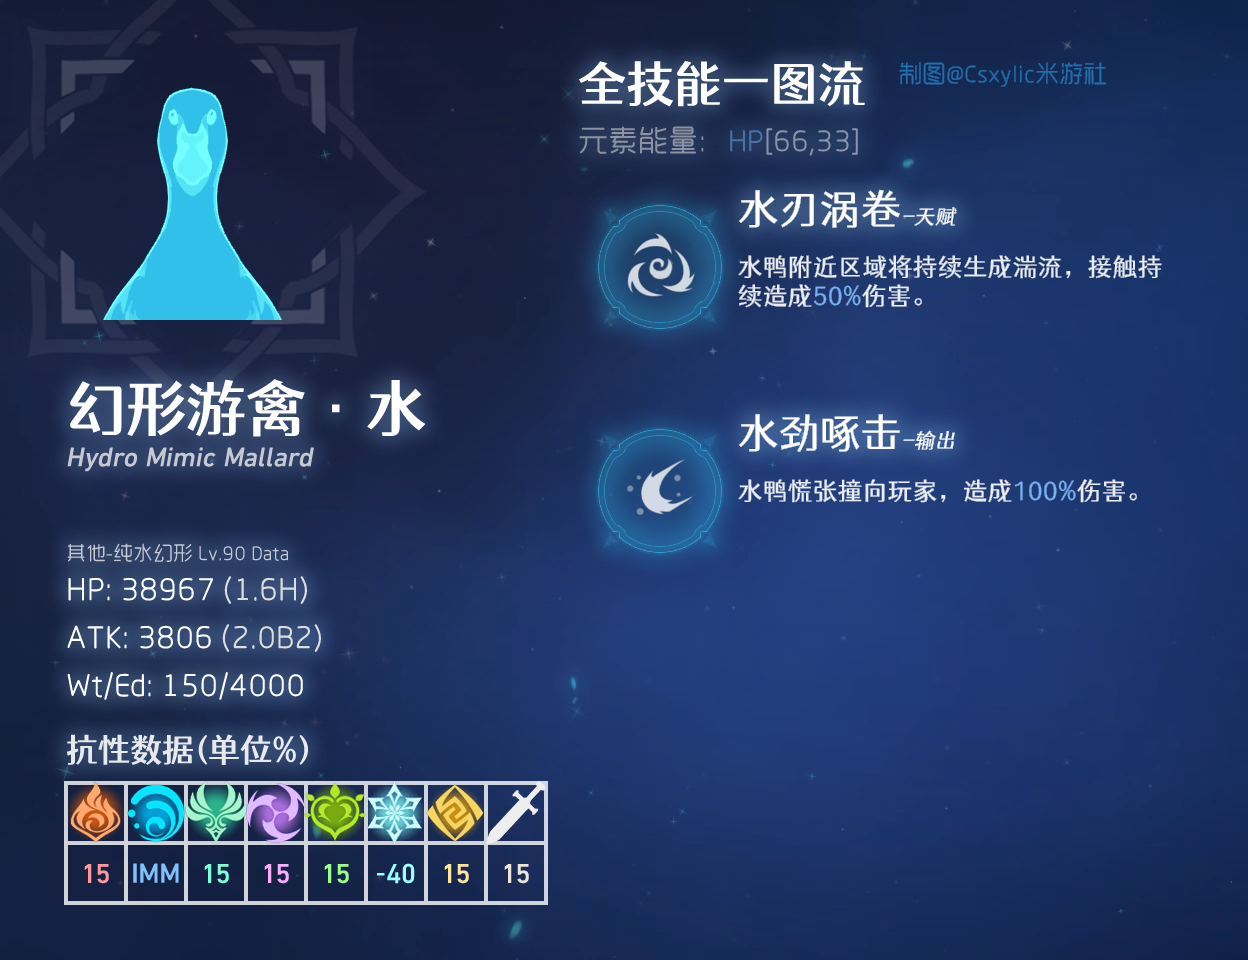 全技能一图流
制图@Csxylic米游社
元素能量: HP[66,33]
水刃涡卷-天赋
水鸭附近区域将持续生成湍流，接触持
续造成50%伤害。
水劲啄击-输出
水鸭慌张撞向玩家，造成100%伤害。
幻形游禽·水
Hydro Mimic Mallard
其他-纯水幻形 Lv.90 Data
HP: 38967 (1.6H)
ATK: 3806 (2.0B2)
Wt/Ed: 150/4000
抗性数据(单位%)
15 IMM 15 15 15 -40 15 15